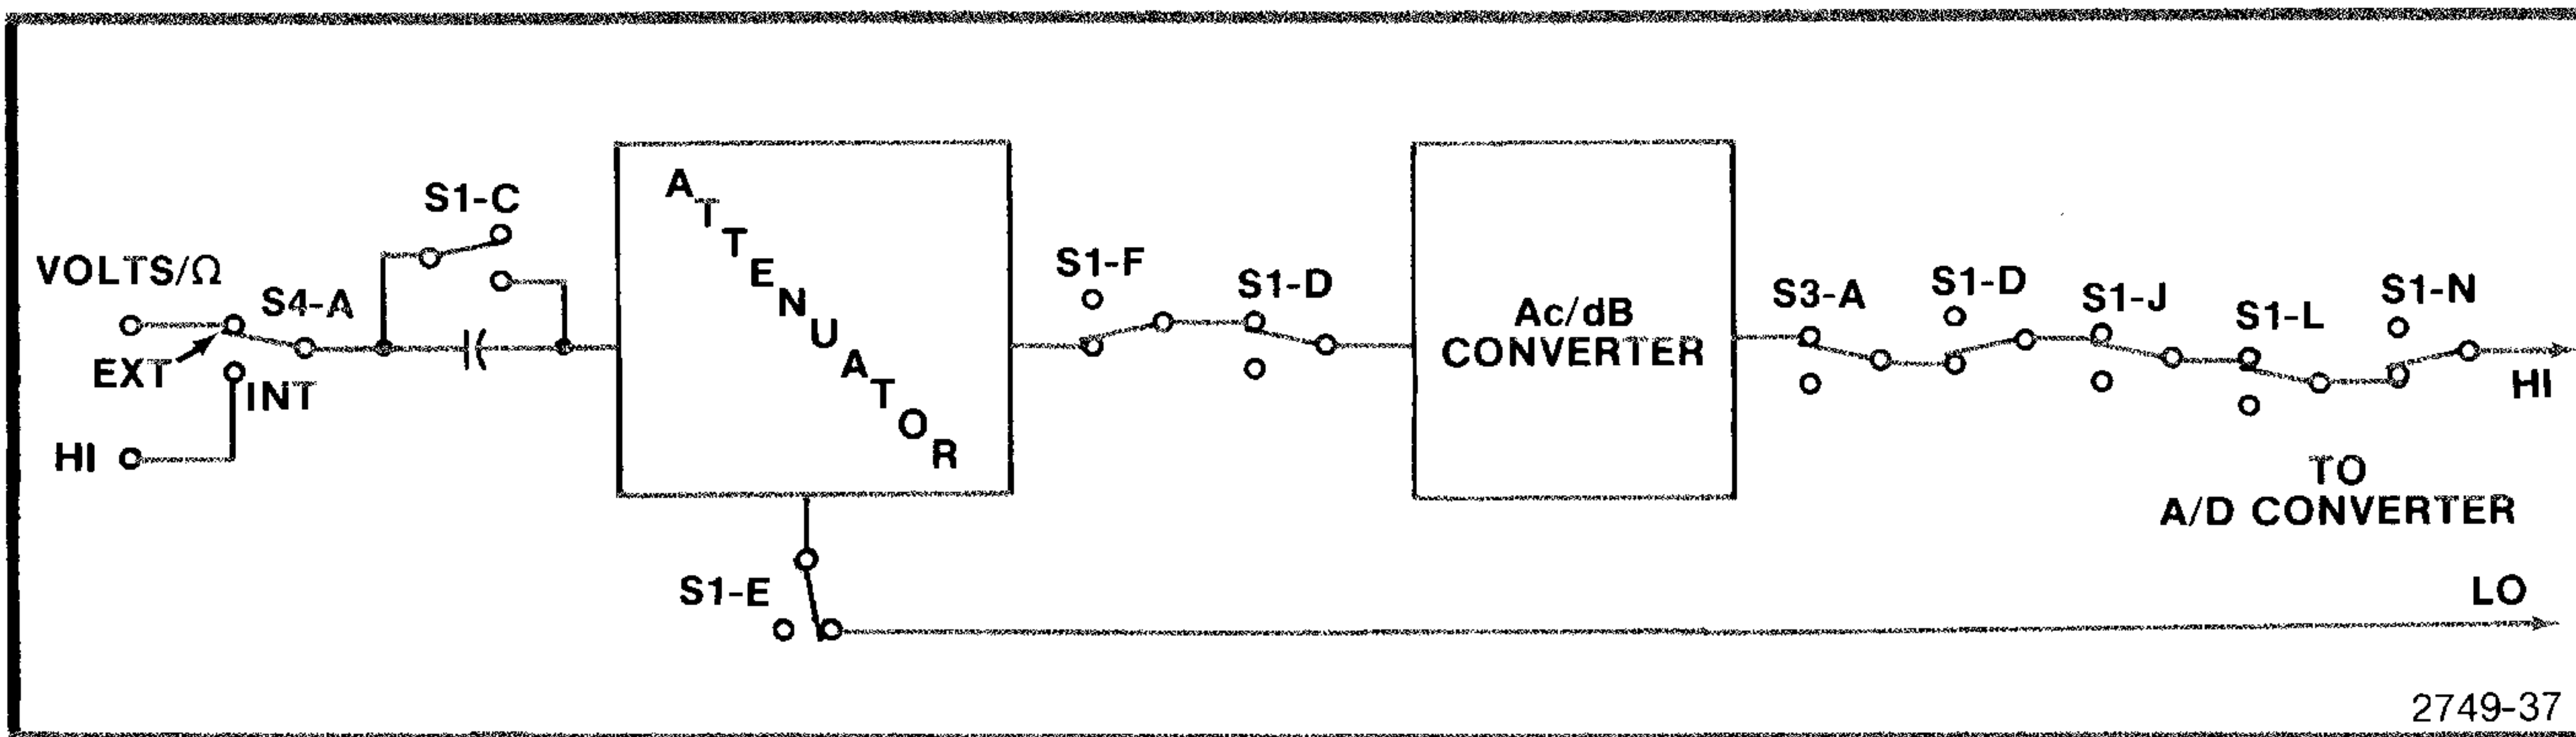 VOLTS/Ω
S4-A
EXT
INT
HI
S1-C
ATTENUATOR
S1-E
S1-F
S1-D
Ac/dB
CONVERTER
S3-A
S1-D
S1-J
S1-L
S1-N
HI
TO
A/D CONVERTER
LO
2749-37